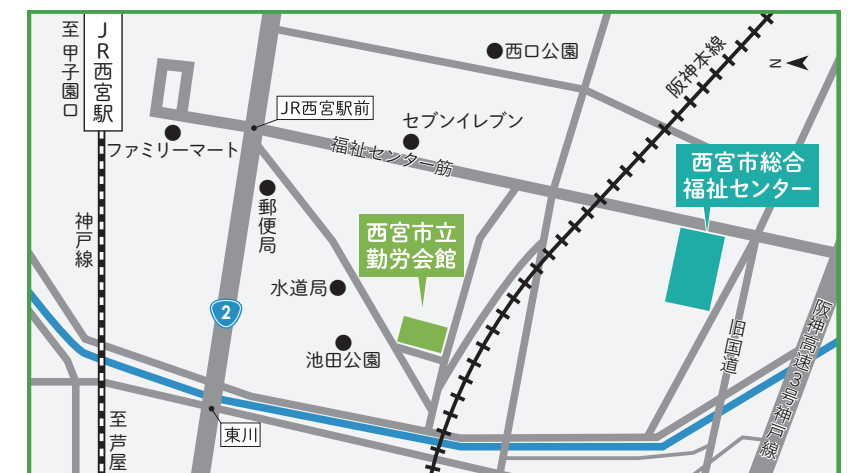 至甲子園口
JR西宮駅
西口公園
阪神本線
N
JR西宮駅前
セブンイレブン
ファミリーマート
福祉センター筋
西宮市総合
福祉センター
郵便局
神戸線
西宮市立
勤労会館
水道局
2
池田公園
旧国道
阪神高速3号神戸線
至芦屋
東川